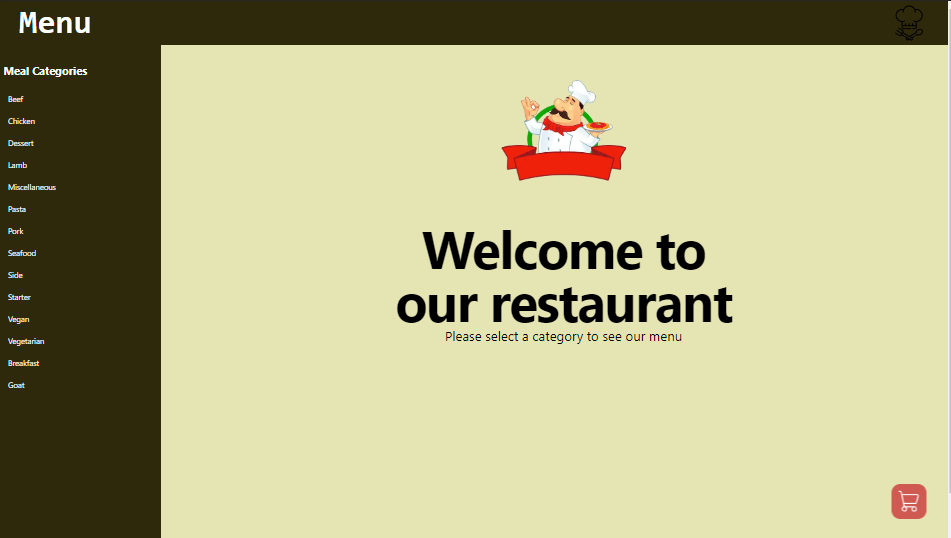 Menu
Meal Categories
Beef
Chicken
Dessert
Lamb
Miscellaneous
Pasta
Pork
Seafood
Side
Starter
Vegan
Vegetarian
Breakfast
Goat
Welcome to
our restaurant
Please select a category to see our menu